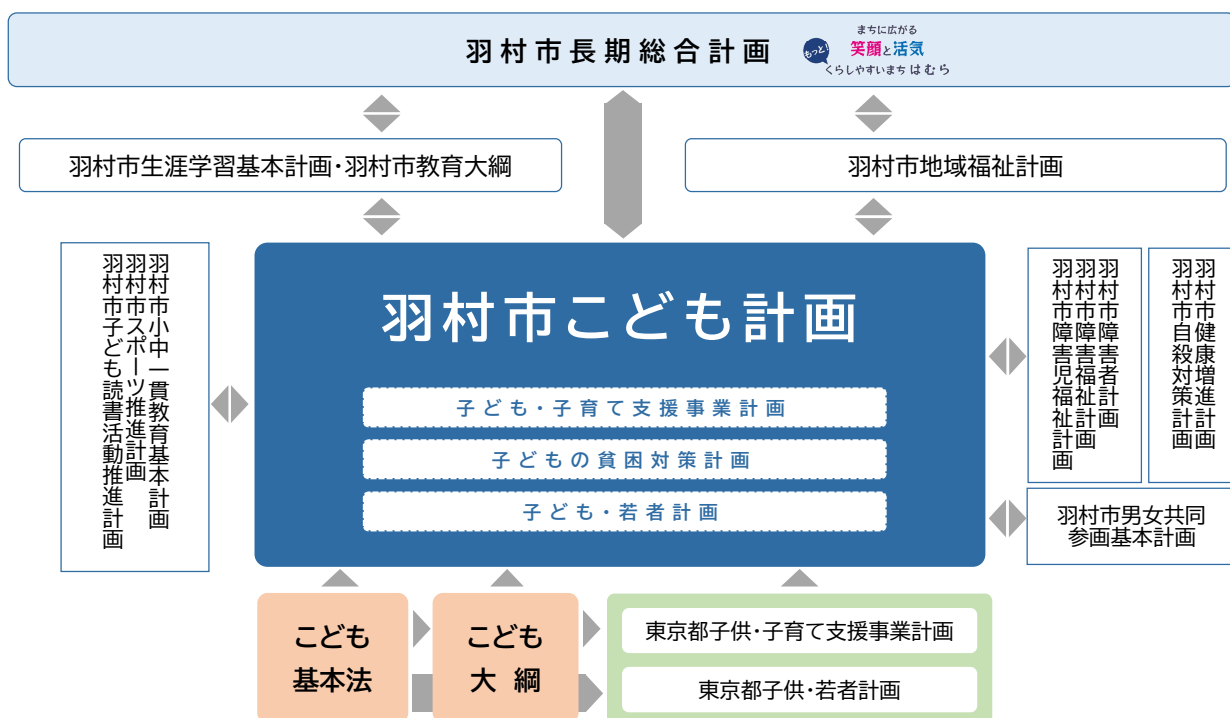 羽村市長期総合計画
まちに広がる
もっと!
笑顔と活気
くらしやすいまち はむら
羽村市生涯学習基本計画・羽村市教育大綱
羽村市地域福祉計画
羽村市小中一貫教育基本計画
羽村市スポーツ推進計画
羽村市子ども読書活動推進計画
羽村市こども計画
子ども・子育て支援事業計画
子どもの貧困対策計画
子ども・若者計画
羽村市障害者計画
羽村市障害福祉計画
羽村市障害児福祉計画
羽村市健康増進計画
羽村市自殺対策計画
羽村市男女共同
参画基本計画
こども
基本法
こども
大 綱
東京都子供・子育て支援事業計画
東京都子供・若者計画